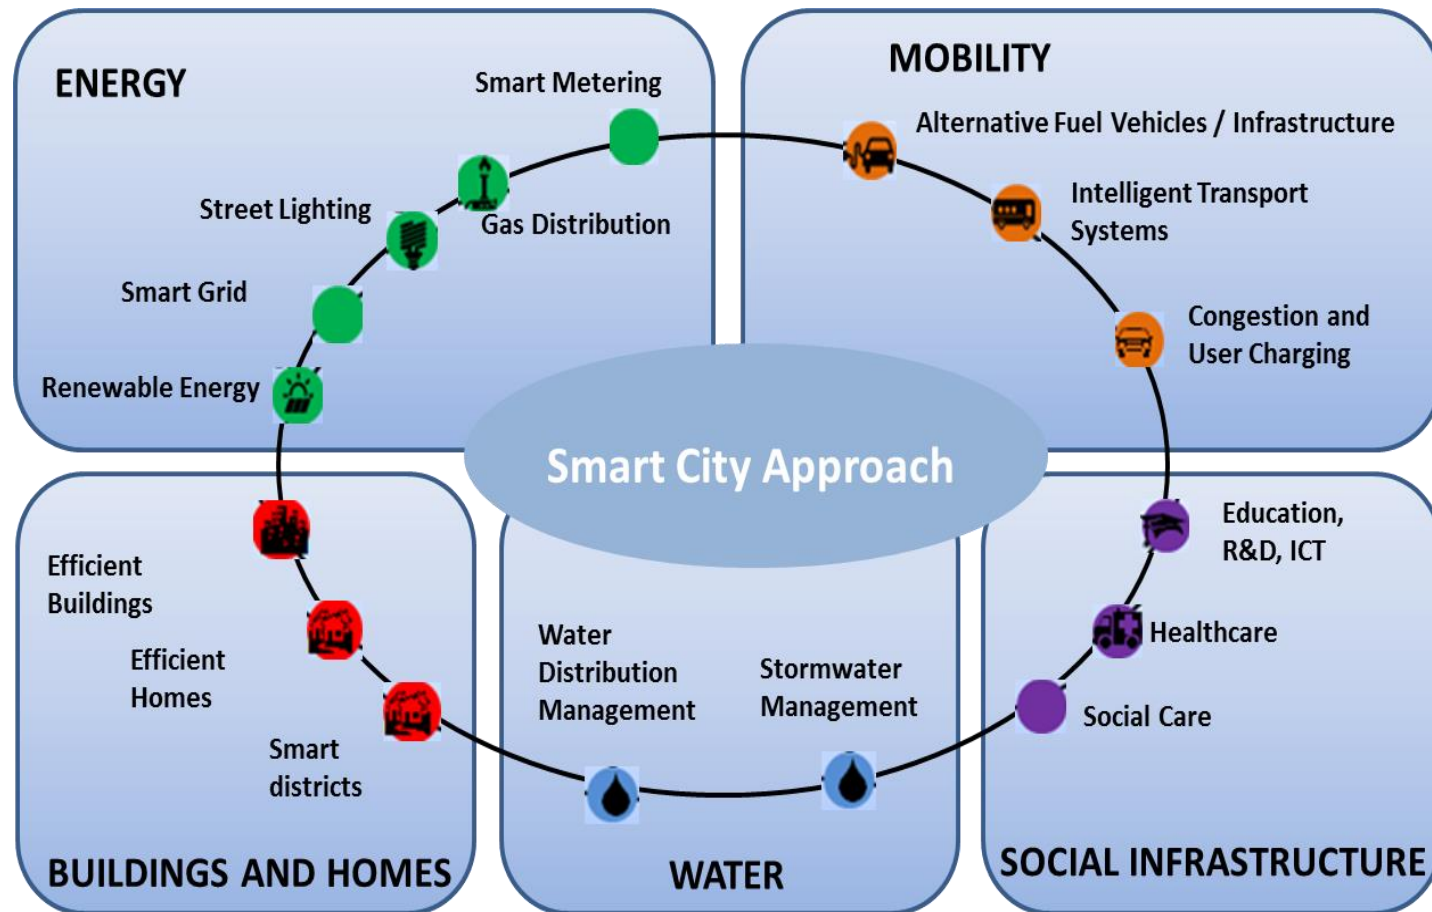 ENERGY
Smart Metering
Street Lighting
Gas Distribution
Smart Grid
Renewable Energy
MOBILITY
Alternative Fuel Vehicles / Infrastructure
Intelligent Transport
Systems
Congestion and
User Charging
Smart City Approach
Efficient
Buildings
Efficient
Homes
Smart
districts
BUILDINGS AND HOMES
Water
Distribution
Management
Stormwater
Management
WATER
Education,
R&D, ICT
Healthcare
Social Care
SOCIAL INFRASTRUCTURE